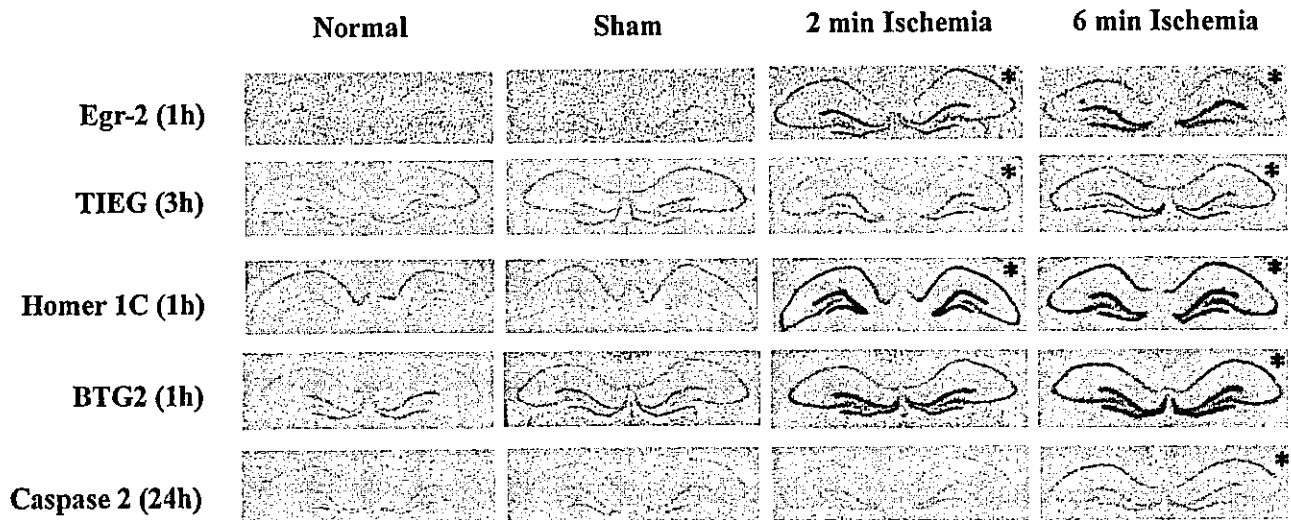 Normal Sham 2 min Ischemia 6 min Ischemia
Egr-2 (1h) * *
TIEG (3h) * *
Homer 1C (1h) * *
BTG2 (1h) *
Caspase 2 (24h) *